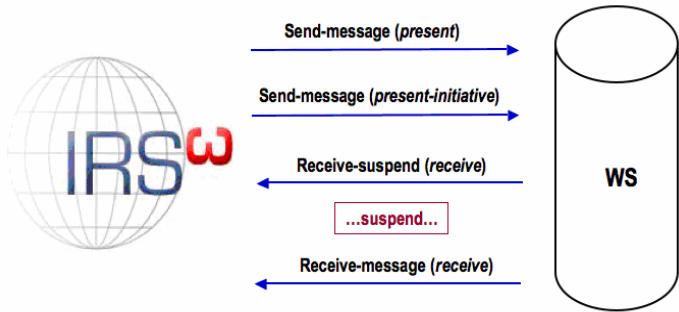 Send-message (present)
Send-message (present-initiative)
IRS3
Receive-suspend (receive)
WS
...suspend...
Receive-message (receive)